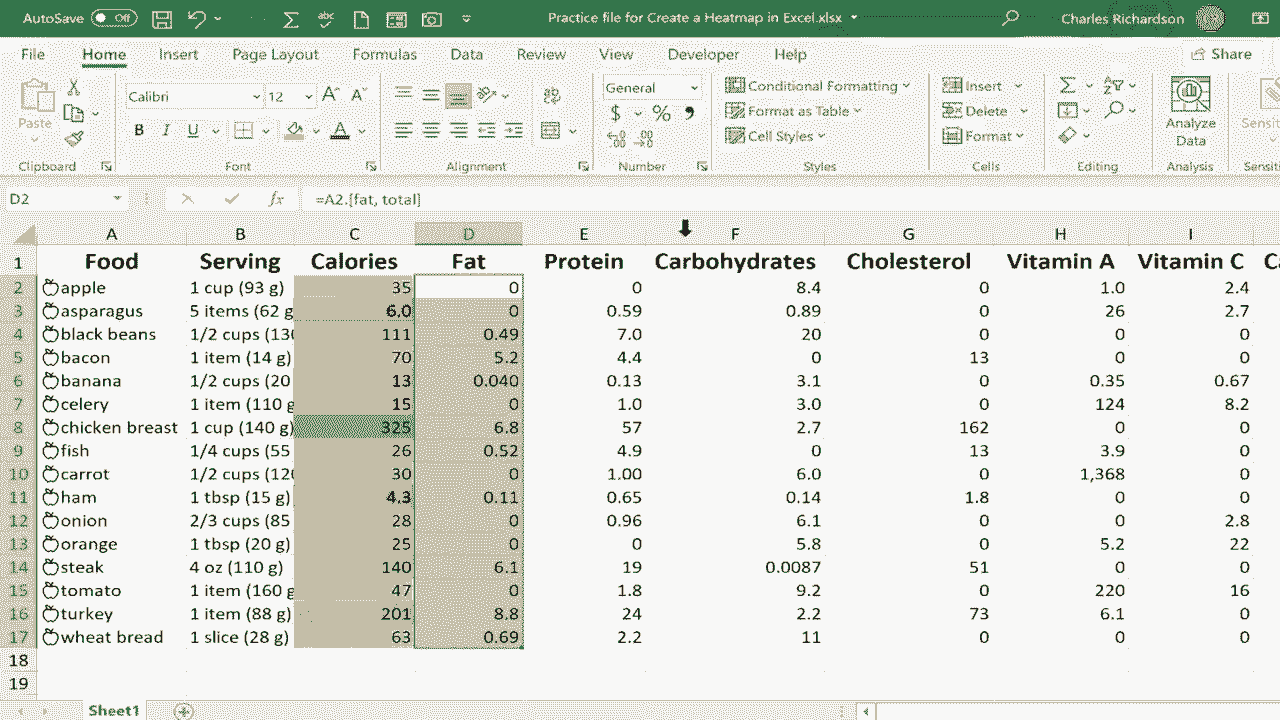 AutoSave Off Practice file for Create a Heatmap in Excel.xlsx Charles Richardson
File Home Insert Page Layout Formulas Data Review View Developer Help Share
Paste Calibri 12 General Conditional Formatting Insert
Format as Table Delete Analyze Data
B I U $ % Cell Styles Format
Clipboard Font Alignment Number Styles Cells Editing Analysis
D2 fx =A2.[fat, total]
A B C D E F G H I
1 Food Serving Calories Fat Protein Carbohydrates Cholesterol Vitamin A Vitamin C
2 apple 1 cup (93 g) 35 0 0 8.4 0 1.0 2.4
3 asparagus 5 items (62 g 6.0 0 0.59 0.89 0 26 2.7
4 black beans 1/2 cups (130 111 0.49 7.0 20 0 0 0
5 bacon 1 item (14 g) 70 5.2 4.4 0 13 0 0
6 banana 1/2 cups (20 13 0.040 0.13 3.1 0 0.35 0.67
7 celery 1 item (110 g 15 0 1.0 3.0 0 124 8.2
8 chicken breast 1 cup (140 g) 325 6.8 57 2.7 162 0 0
9 fish 1/4 cups (55 26 0.52 4.9 0 13 3.9 0
10 carrot 1/2 cups (120 30 0 1.00 6.0 0 1,368 0
11 ham 1 tbsp (15 g) 4.3 0.11 0.65 0.14 1.8 0 0
12 onion 2/3 cups (85 28 0 0.96 6.1 0 0 2.8
13 orange 1 tbsp (20 g) 25 0 0 5.8 0 5.2 22
14 steak 4 oz (110 g) 140 6.1 19 0.0087 51 0 0
15 tomato 1 item (160 g 47 0 1.8 9.2 0 220 16
16 turkey 1 item (88 g) 201 8.8 24 2.2 73 6.1 0
17 wheat bread 1 slice (28 g) 63 0.69 2.2 11 0 0 0
18
19
Sheet1